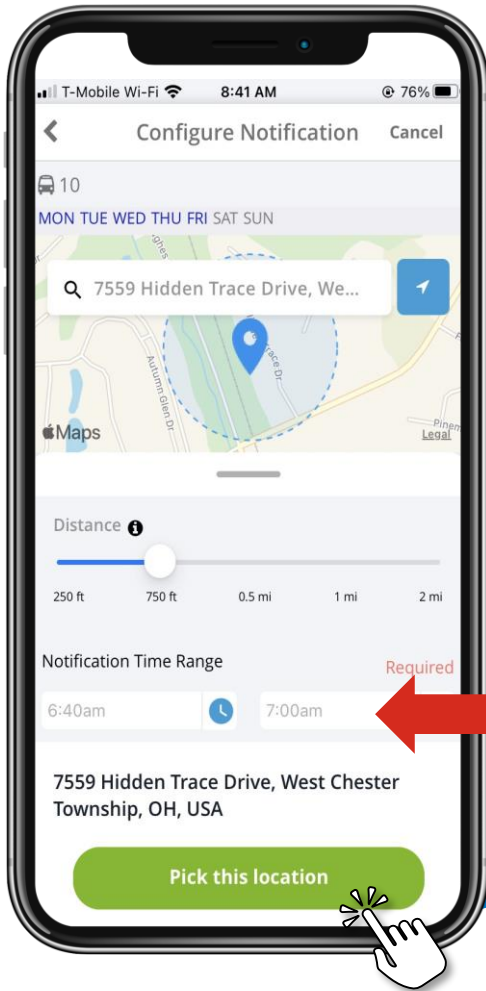 T-Mobile Wi-Fi 8:41 AM 76%
Configure Notification Cancel
10
MON TUE WED THU FRI SAT SUN
7559 Hidden Trace Drive, We...
Autumn Glen Dr
Maps
Legal
Distance
250 ft 750 ft 0.5 mi 1 mi 2 mi
Notification Time Range
Required
6:40am 7:00am
7559 Hidden Trace Drive, West Chester
Township, OH, USA
Pick this location